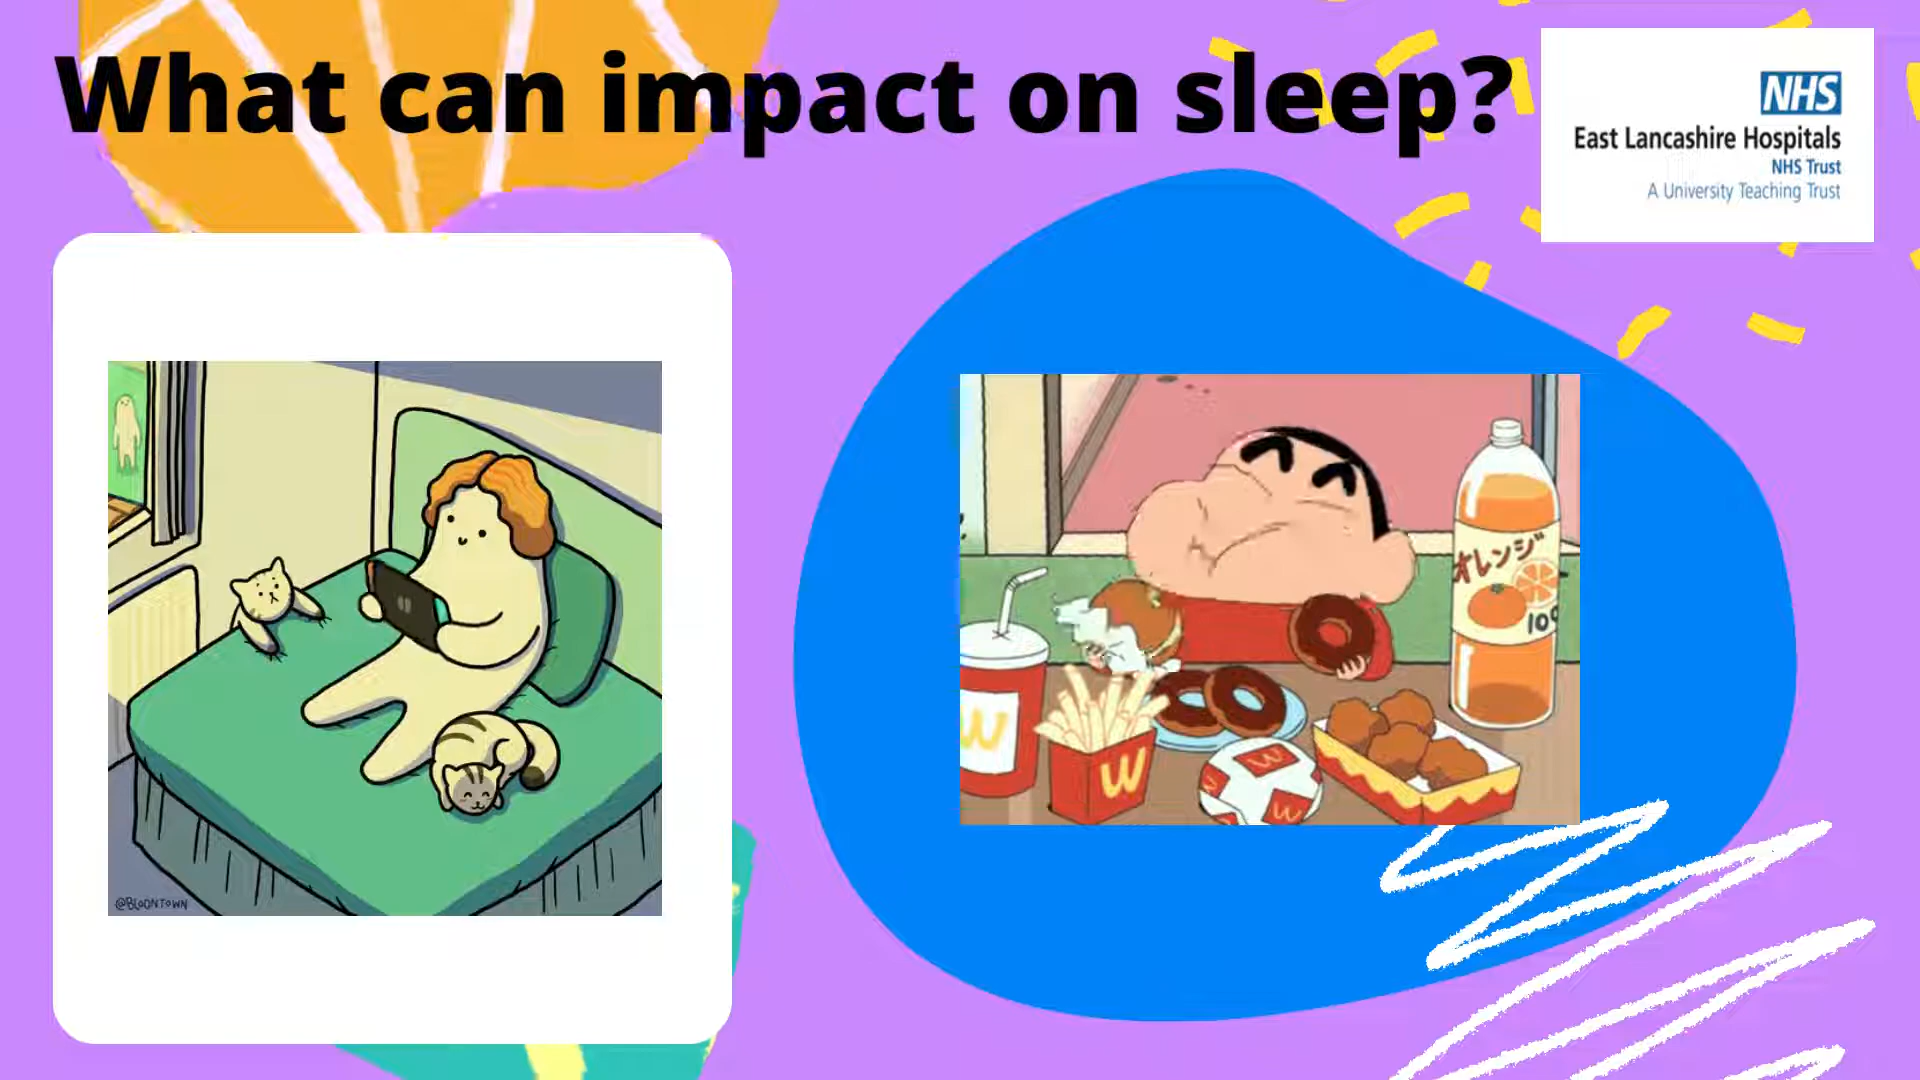 What can impact on sleep?
NHS
East Lancashire Hospitals
NHS Trust
A University Teaching Trust
@BLOONTOWN
オレンジ
100
W
W
W
W